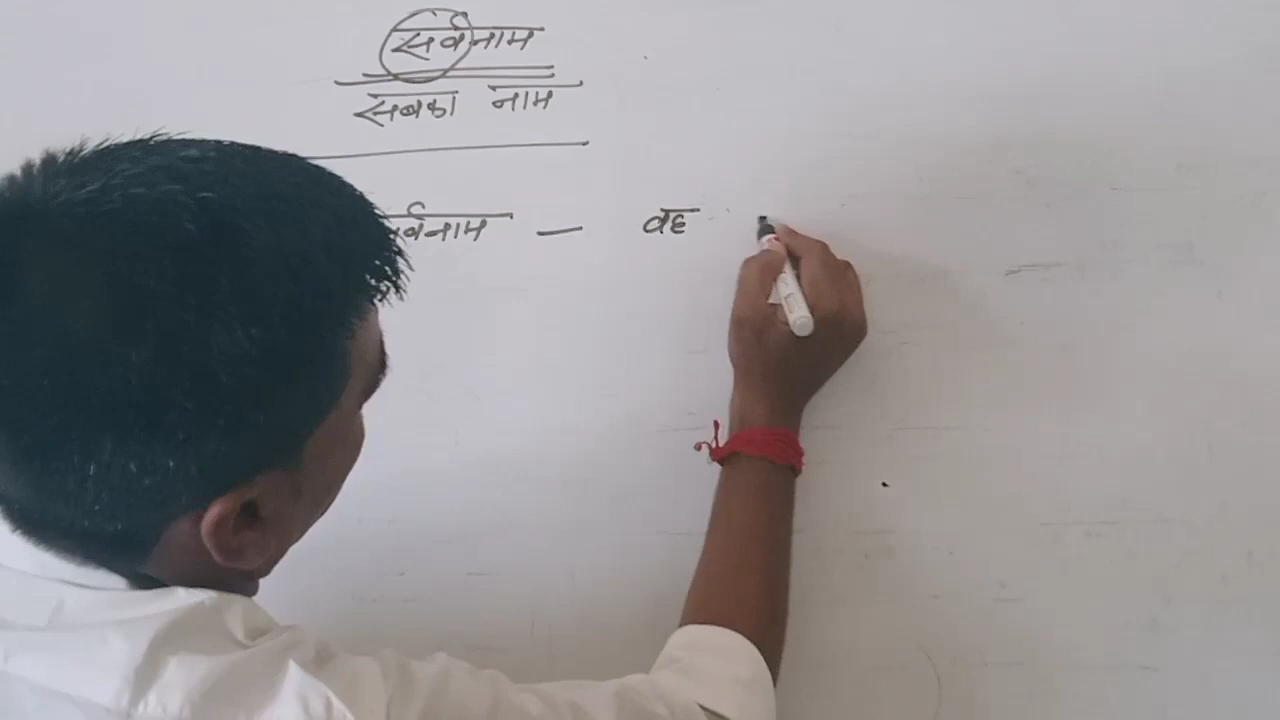 सर्वनाम
सबका नाम
सर्वनाम — वह